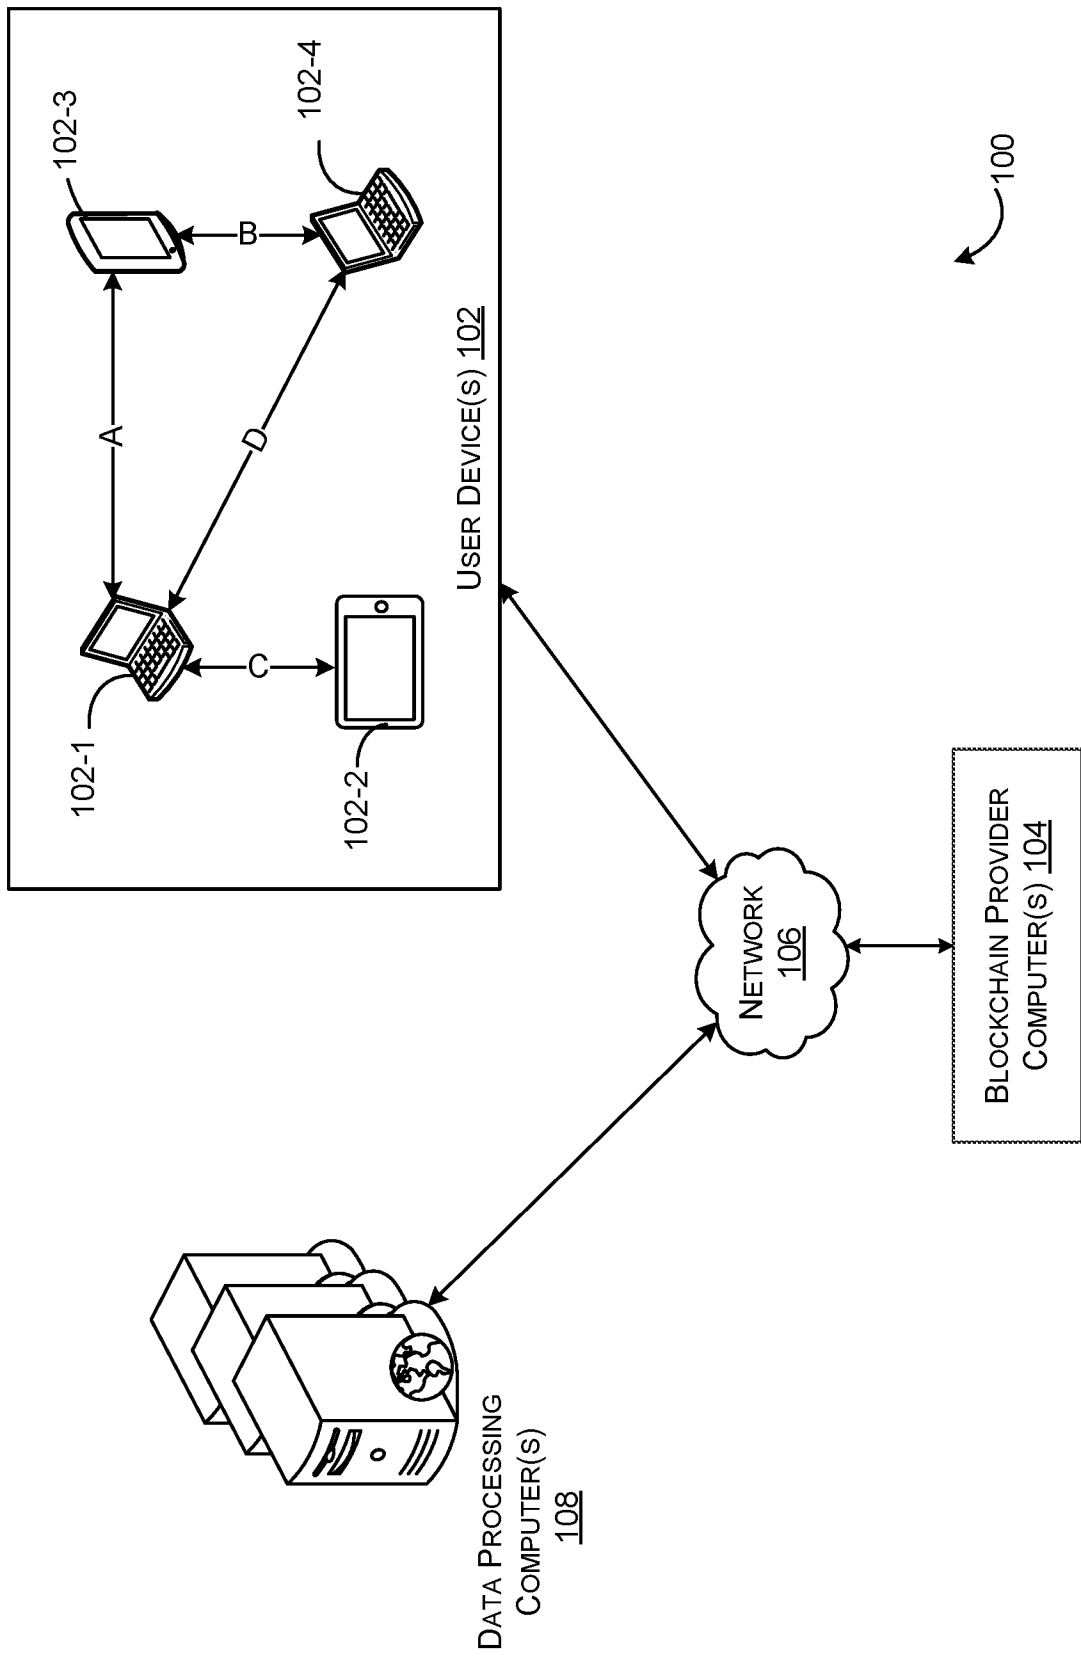 DATA PROCESSING
COMPUTER(S)
108
102-1
102-2
102-3
102-4
A
B
C
D
USER DEVICE(S) 102
NETWORK
106
BLOCKCHAIN PROVIDER
COMPUTER(S) 104
100